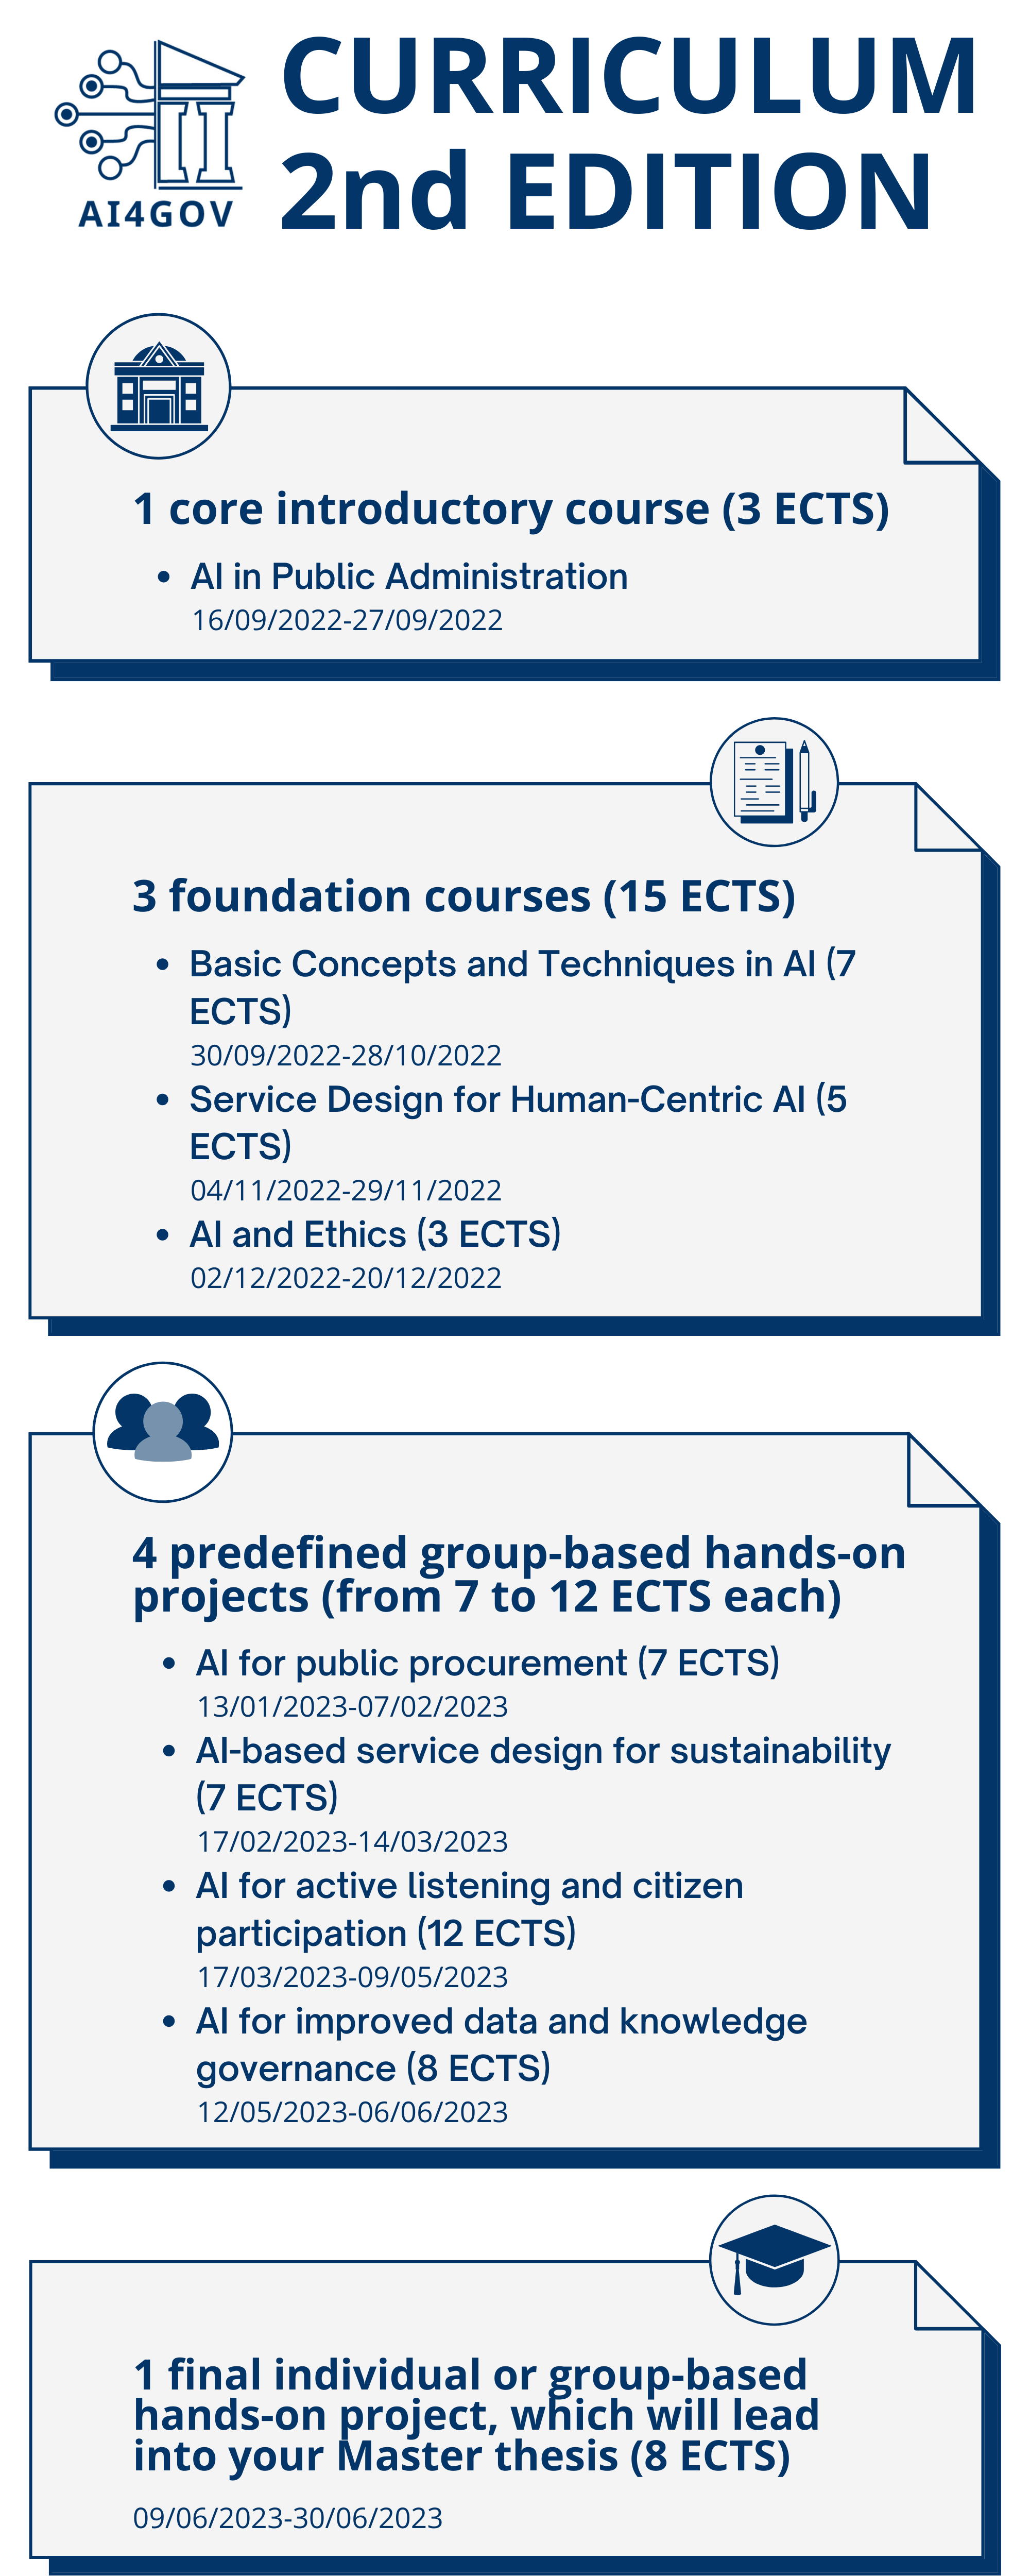 AI4GOV
CURRICULUM
2nd EDITION
1 core introductory course (3 ECTS)
• AI in Public Administration
16/09/2022-27/09/2022
3 foundation courses (15 ECTS)
• Basic Concepts and Techniques in AI (7
ECTS)
30/09/2022-28/10/2022
• Service Design for Human-Centric AI (5
ECTS)
04/11/2022-29/11/2022
• AI and Ethics (3 ECTS)
02/12/2022-20/12/2022
4 predefined group-based hands-on
projects (from 7 to 12 ECTS each)
• AI for public procurement (7 ECTS)
13/01/2023-07/02/2023
• AI-based service design for sustainability
(7 ECTS)
17/02/2023-14/03/2023
• AI for active listening and citizen
participation (12 ECTS)
17/03/2023-09/05/2023
• AI for improved data and knowledge
governance (8 ECTS)
12/05/2023-06/06/2023
1 final individual or group-based
hands-on project, which will lead
into your Master thesis (8 ECTS)
09/06/2023-30/06/2023